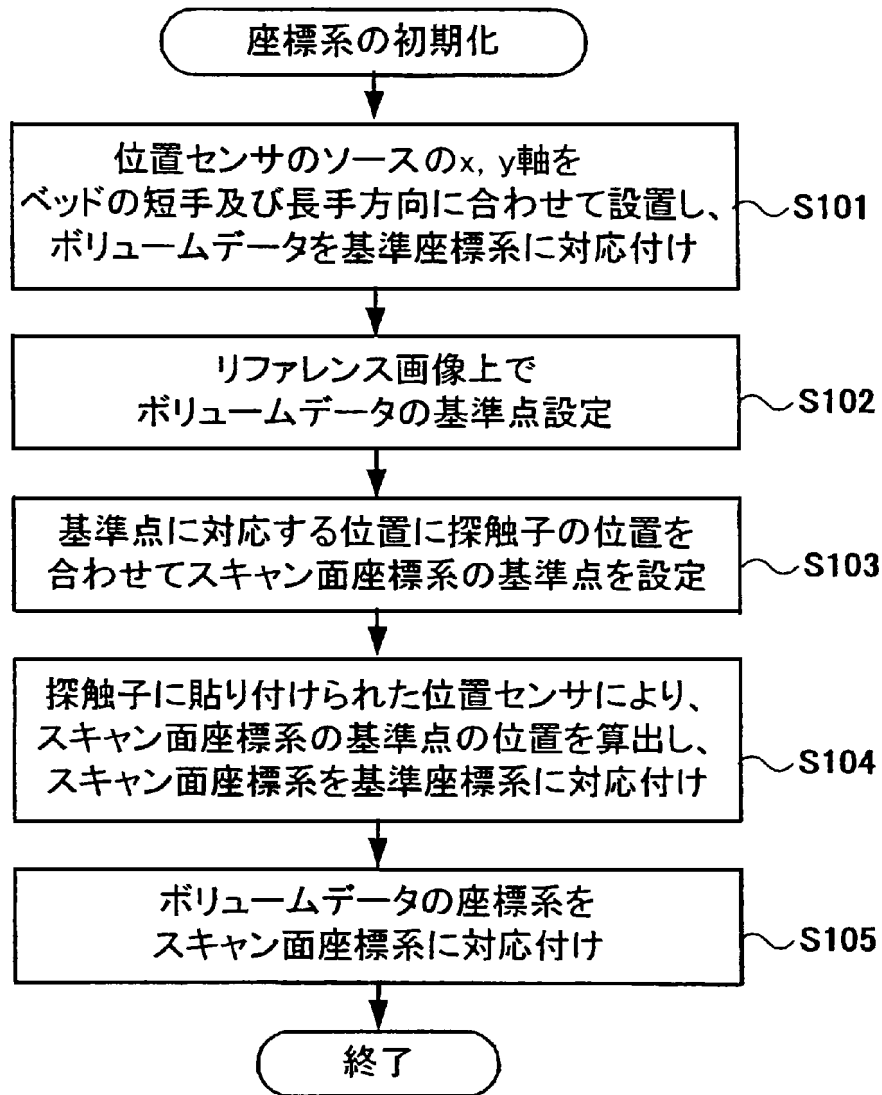 座標系の初期化
位置センサのソースのx, y軸を
ベッドの短手及び長手方向に合わせて設置し、
ボリュームデータを基準座標系に対応付け
S101
リファレンス画像上で
ボリュームデータの基準点設定
S102
基準点に対応する位置に探触子の位置を
合わせてスキャン面座標系の基準点を設定
S103
探触子に貼り付けられた位置センサにより、
スキャン面座標系の基準点の位置を算出し、
スキャン面座標系を基準座標系に対応付け
S104
ボリュームデータの座標系を
スキャン面座標系に対応付け
S105
終了